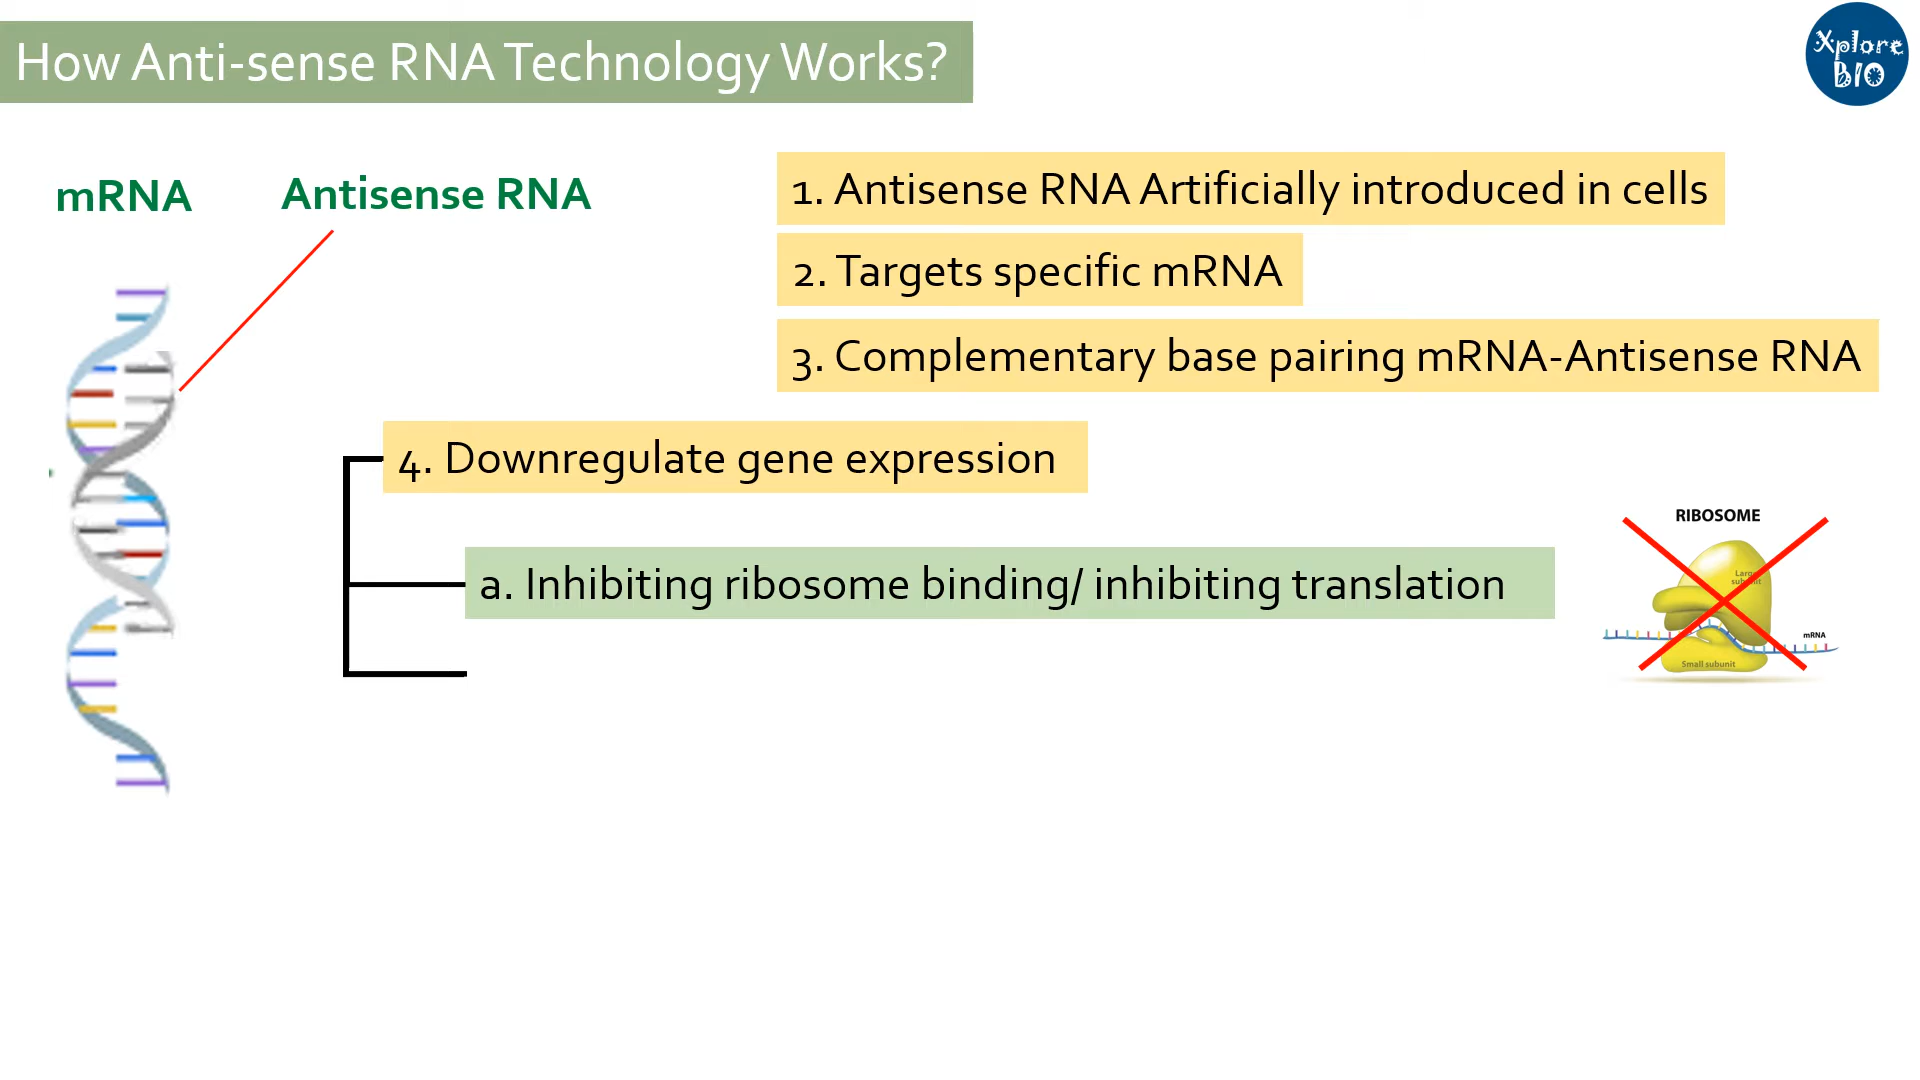 How Anti-sense RNA Technology Works?
Xplore
BIO
mRNA
Antisense RNA
1. Antisense RNA Artificially introduced in cells
2. Targets specific mRNA
3. Complementary base pairing mRNA-Antisense RNA
4. Downregulate gene expression
a. Inhibiting ribosome binding/ inhibiting translation
RIBOSOME
Large
subunit
mRNA
Small subunit